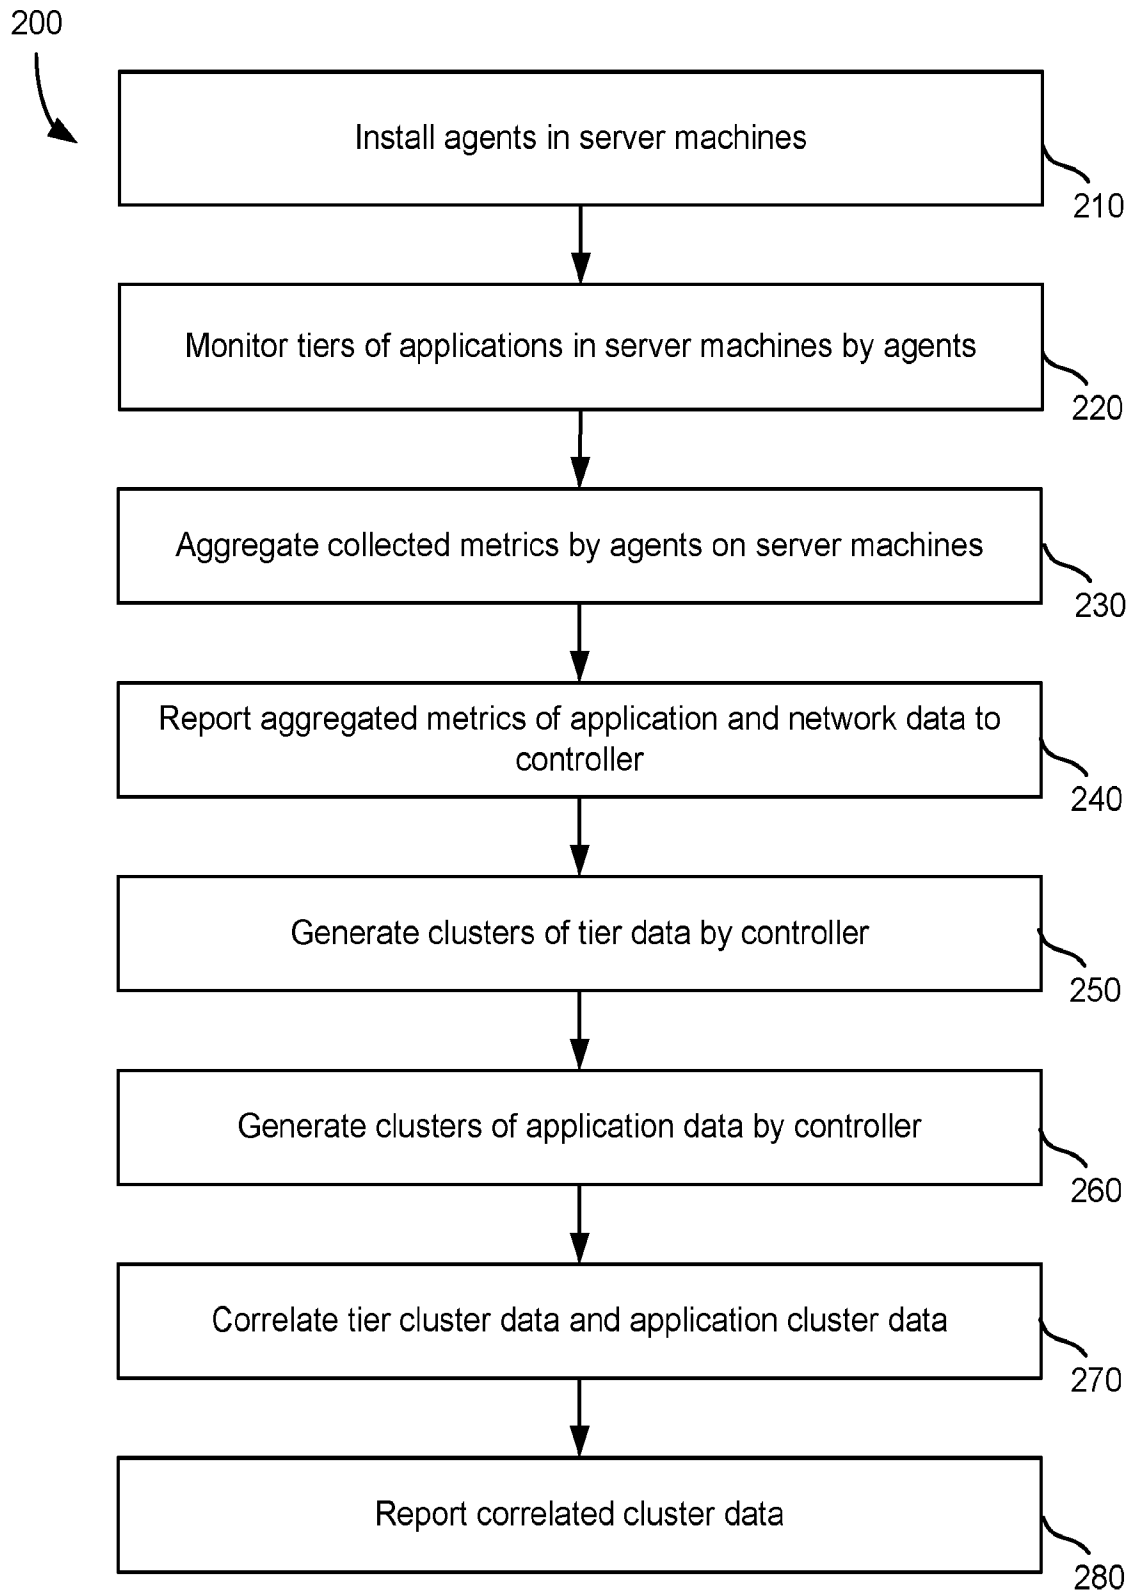 200
Install agents in server machines
210
Monitor tiers of applications in server machines by agents
220
Aggregate collected metrics by agents on server machines
230
Report aggregated metrics of application and network data to
controller
240
Generate clusters of tier data by controller
250
Generate clusters of application data by controller
260
Correlate tier cluster data and application cluster data
270
Report correlated cluster data
280